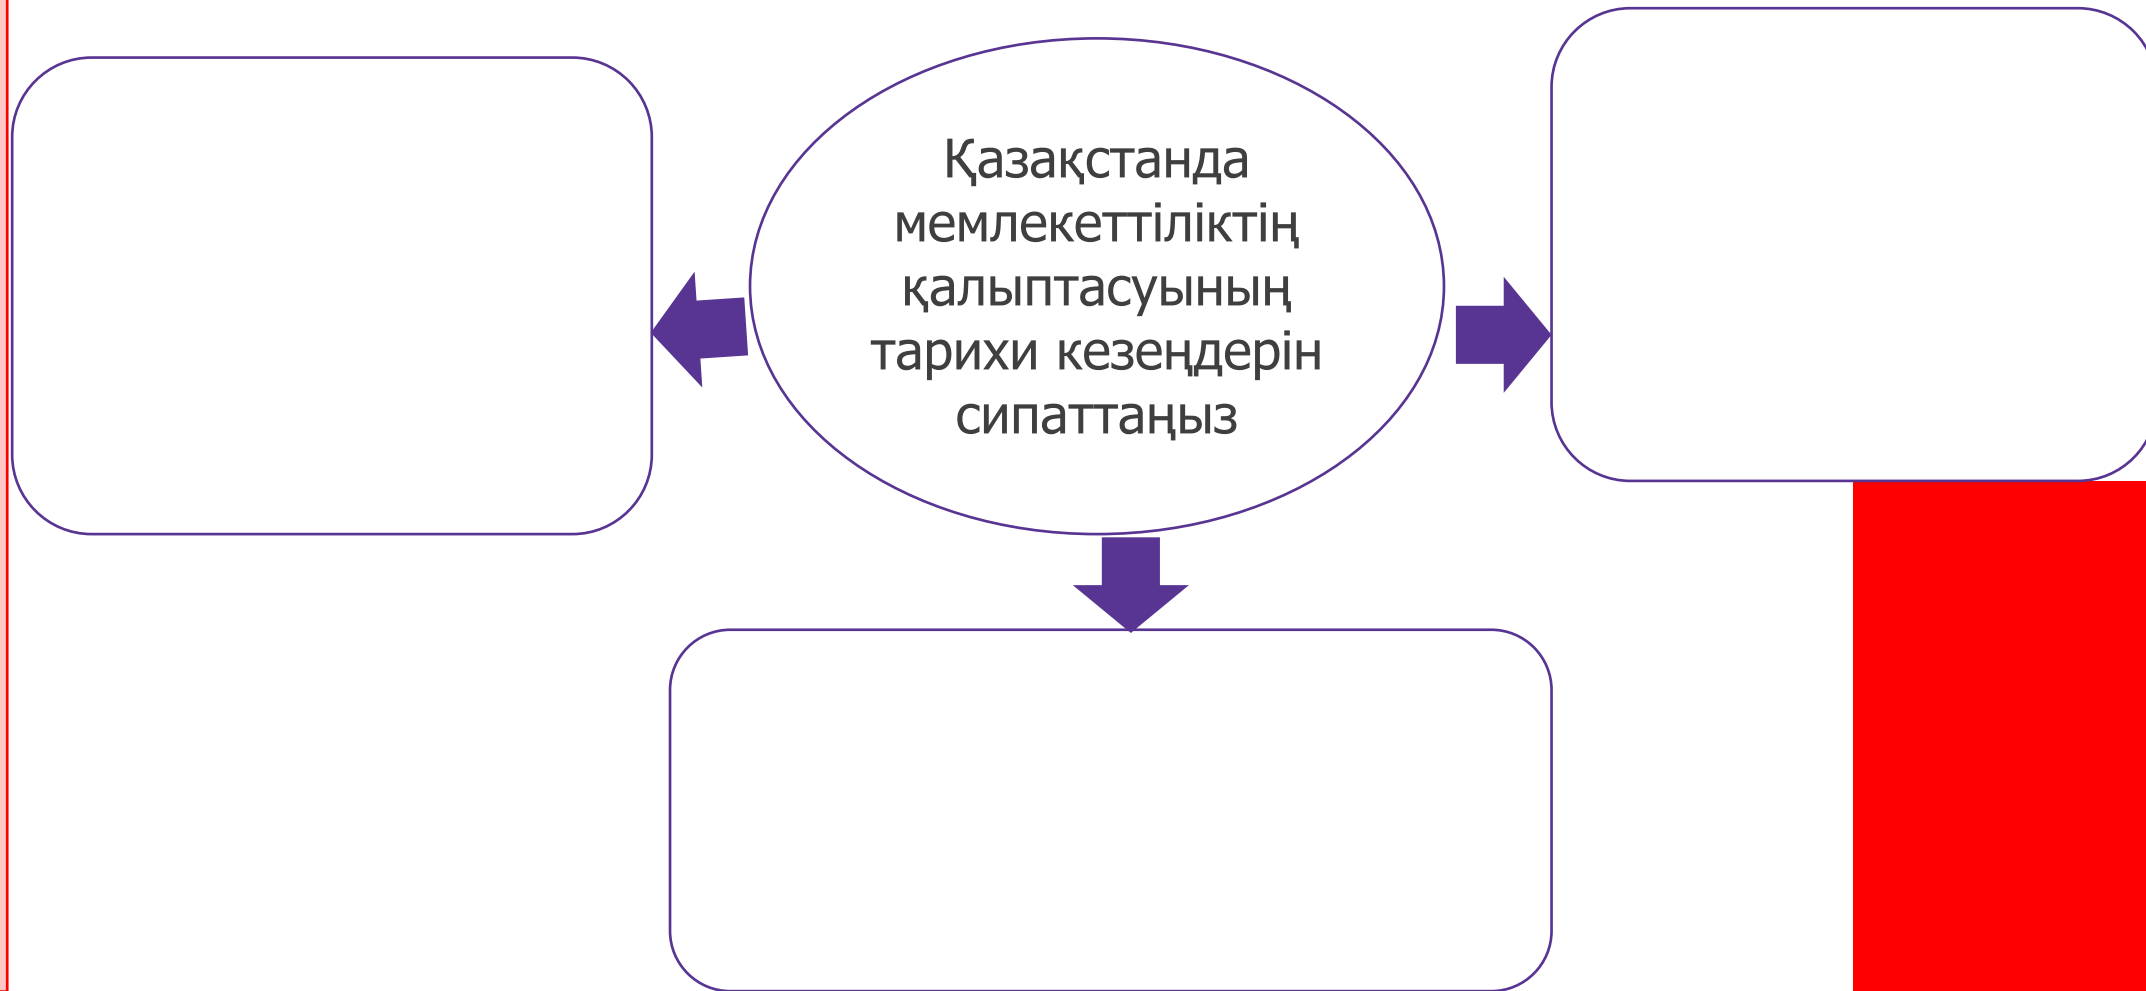 Қазақстанда
мемлекеттіліктің
қалыптасуының
тарихи кезеңдерін
сипаттаңыз